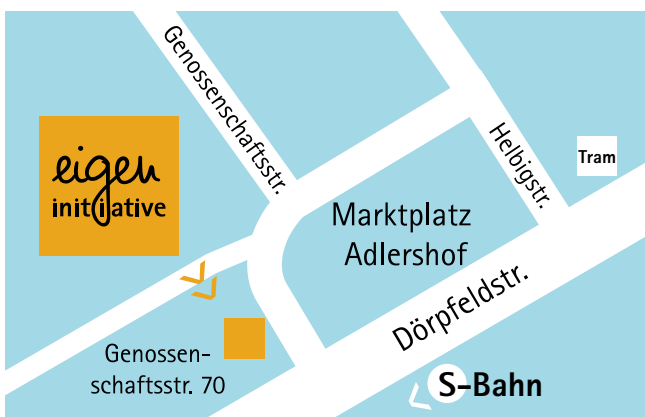 Genossenschaftsstr.
eigen
initiative
Helbigstr.
Tram
Marktplatz
Adlershof
Dörpfeldstr.
Genossen-
schaftsstr. 70
S-Bahn